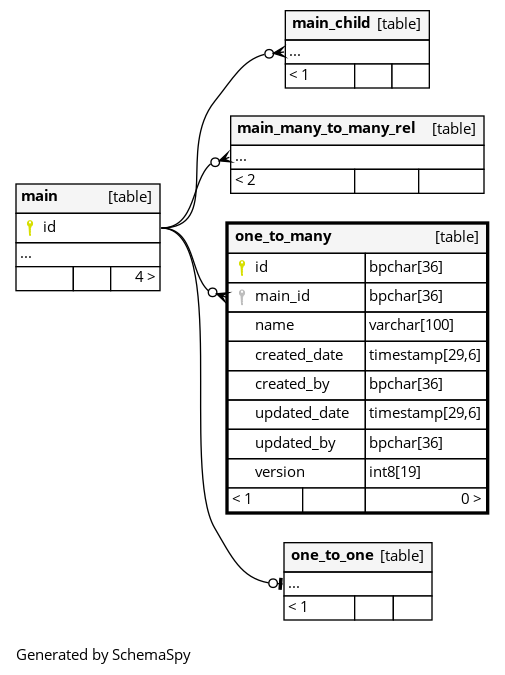 main_child [table]
...
< 1
main_many_to_many_rel [table]
...
< 2
main [table]
id
...
4 >
one_to_many [table]
id bpchar[36]
main_id bpchar[36]
name varchar[100]
created_date timestamp[29,6]
created_by bpchar[36]
updated_date timestamp[29,6]
updated_by bpchar[36]
version int8[19]
< 1 0 >
one_to_one [table]
...
< 1
Generated by SchemaSpy